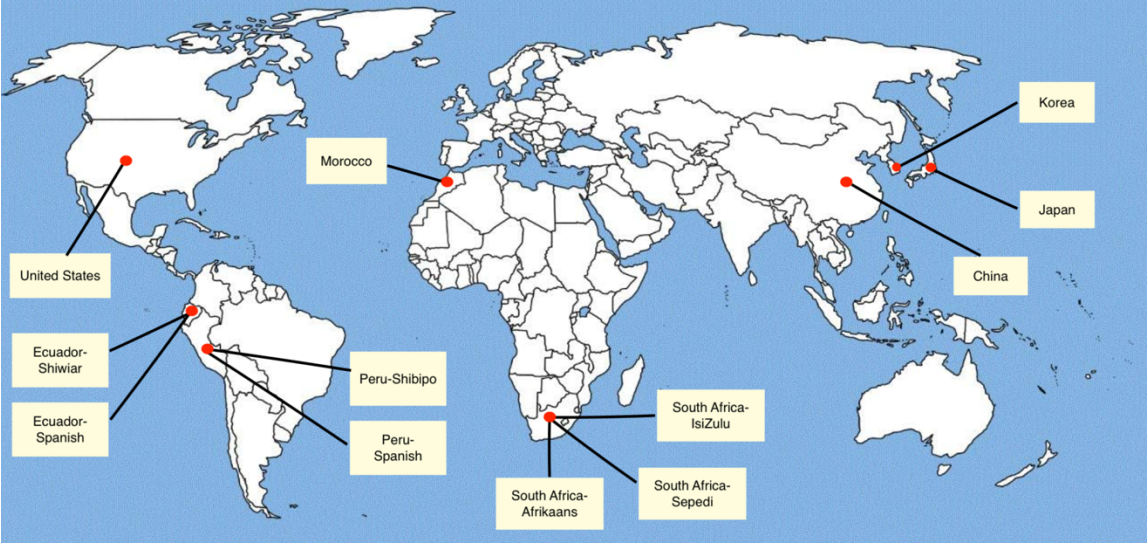 Korea
Morocco
Japan
United States
China
Ecuador-
Shiwiar
Peru-Shibipo
Ecuador-
Spanish
South Africa-
IsiZulu
Peru-
Spanish
South Africa-
Afrikaans
South Africa-
Sepedi